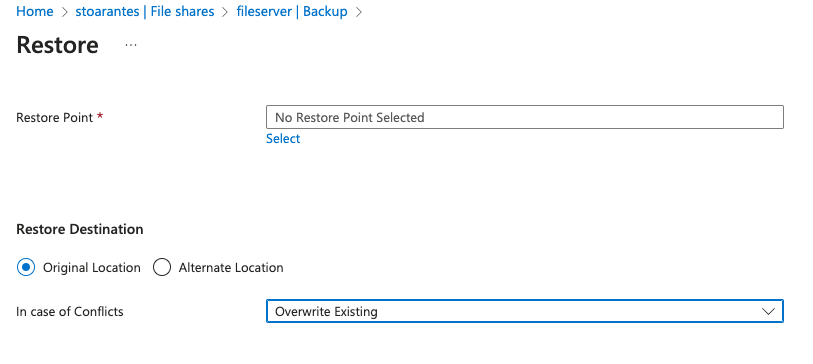 Home > stoarantes | File shares > fileserver | Backup >
Restore ...
Restore Point * No Restore Point Selected
Select
Restore Destination
Original Location Alternate Location
In case of Conflicts Overwrite Existing